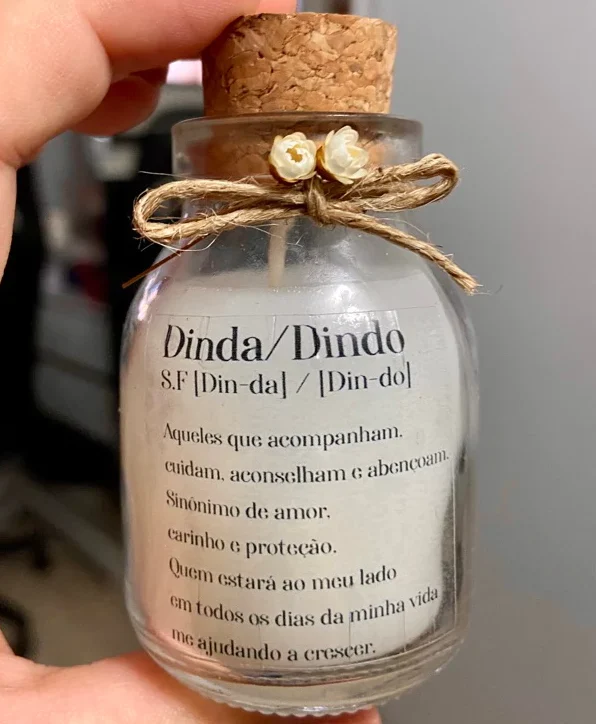 Dinda/Dindo
S.F [Din-da] / [Din-do]
Aqueles que acompanham,
cuidam, aconselham e abençoam.
Sinônimo de amor,
carinho e proteção.
Quem estará ao meu lado
em todos os dias da minha vida
me ajudando a crescer.